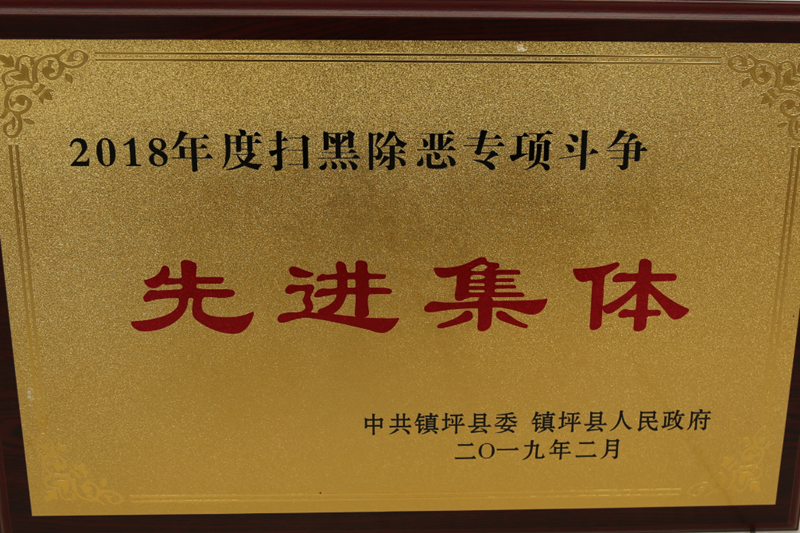 2018年度扫黑除恶专项斗争
先进集体
中共镇坪县委 镇坪县人民政府
二〇一九年二月